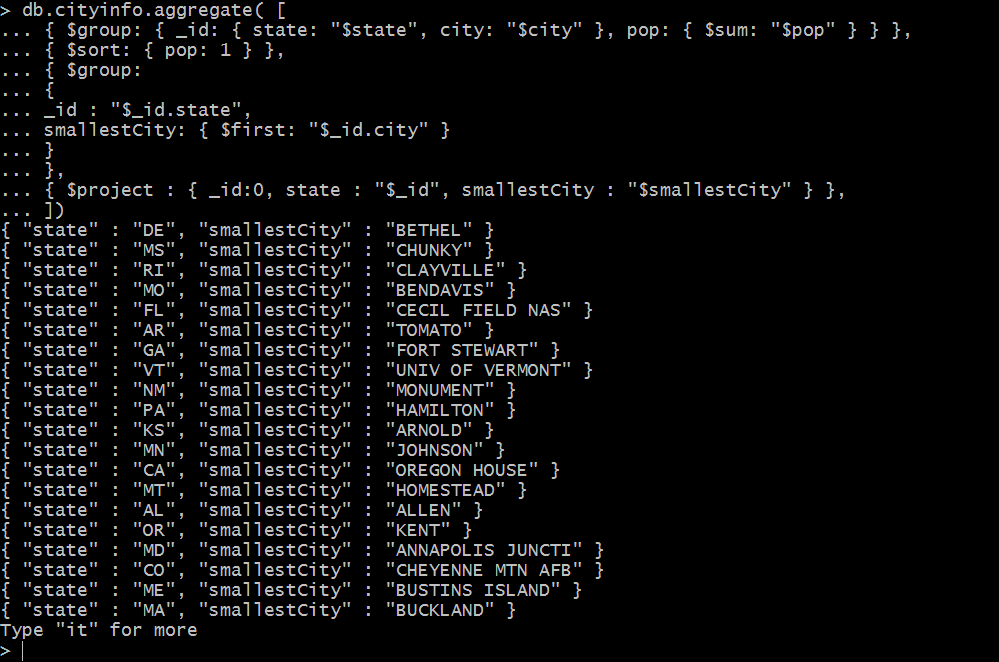 > db.cityinfo.aggregate( [
... { $group: { _id: { state: "$state", city: "$city" }, pop: { $sum: "$pop" } } },
... { $sort: { pop: 1 } },
... { $group:
... {
... _id : "$_id.state",
... smallestCity: { $first: "$_id.city" }
... }
... },
... { $project : { _id:0, state : "$_id", smallestCity : "$smallestCity" } },
... ])
{ "state" : "DE", "smallestCity" : "BETHEL" }
{ "state" : "MS", "smallestCity" : "CHUNKY" }
{ "state" : "RI", "smallestCity" : "CLAYVILLE" }
{ "state" : "MO", "smallestCity" : "BENDAVIS" }
{ "state" : "FL", "smallestCity" : "CECIL FIELD NAS" }
{ "state" : "AR", "smallestCity" : "TOMATO" }
{ "state" : "GA", "smallestCity" : "FORT STEWART" }
{ "state" : "VT", "smallestCity" : "UNIV OF VERMONT" }
{ "state" : "NM", "smallestCity" : "MONUMENT" }
{ "state" : "PA", "smallestCity" : "HAMILTON" }
{ "state" : "KS", "smallestCity" : "ARNOLD" }
{ "state" : "MN", "smallestCity" : "JOHNSON" }
{ "state" : "CA", "smallestCity" : "OREGON HOUSE" }
{ "state" : "MT", "smallestCity" : "HOMESTEAD" }
{ "state" : "AL", "smallestCity" : "ALLEN" }
{ "state" : "OR", "smallestCity" : "KENT" }
{ "state" : "MD", "smallestCity" : "ANNAPOLIS JUNCTI" }
{ "state" : "CO", "smallestCity" : "CHEYENNE MTN AFB" }
{ "state" : "ME", "smallestCity" : "BUSTINS ISLAND" }
{ "state" : "MA", "smallestCity" : "BUCKLAND" }
Type "it" for more
>